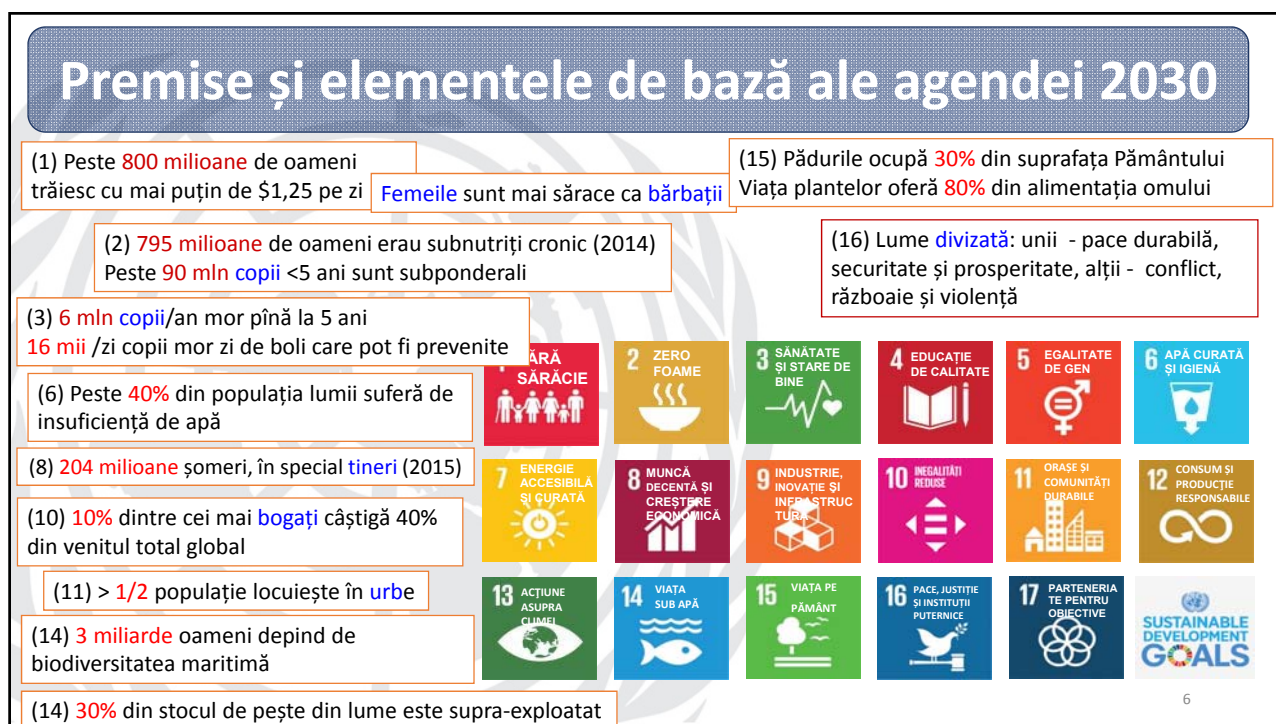 Premise și elementele de bază ale agendei 2030
(1) Peste 800 milioane de oameni
trăiesc cu mai puțin de $1,25 pe zi
Femeile sunt mai sărace ca bărbații
(15) Pădurile ocupă 30% din suprafața Pământului
Viața plantelor oferă 80% din alimentația omului
(2) 795 milioane de oameni erau subnutriți cronic (2014)
Peste 90 mln copii <5 ani sunt subponderali
(16) Lume divizată: unii - pace durabilă,
securitate și prosperitate, alții - conflict,
războaie și violență
(3) 6 mln copii/an mor pînă la 5 ani
16 mii /zi copii mor zi de boli care pot fi prevenite
(6) Peste 40% din populația lumii suferă de
insuficiență de apă
(8) 204 milioane șomeri, în special tineri (2015)
(10) 10% dintre cei mai bogați câștigă 40%
din venitul total global
(11) > 1/2 populație locuiește în urbe
(14) 3 miliarde oameni depind de
biodiversitatea maritimă
(14) 30% din stocul de pește din lume este supra-exploatat
SĂRĂCIE
2 ZERO
FOAME
3 SĂNĂTATE
ȘI STARE DE
BINE
4 EDUCAȚIE
DE CALITATE
5 EGALITATE
DE GEN
6 APĂ CURATĂ
ȘI IGIENĂ
7 ENERGIE
ACCESIBILĂ
ȘI CURATĂ
8 MUNCĂ
DECENTĂ ȘI
CREȘTERE
ECONOMICĂ
9 INDUSTRIE,
INOVAȚIE ȘI
INFRASTRUC
TURĂ
10 INEGALITĂȚI
REDUSE
11 ORAȘE ȘI
COMUNITĂȚI
DURABILE
12 CONSUM ȘI
PRODUCȚIE
RESPONSABILE
13 ACȚIUNE
ASUPRA
CLIMEI
14 VIAȚA
SUB APĂ
15 VIAȚA PE
PĂMÂNT
16 PACE, JUSTIȚIE
ȘI INSTITUȚII
PUTERNICE
17 PARTENERIA
TE PENTRU
OBIECTIVE
SUSTAINABLE
DEVELOPMENT
GOALS
6